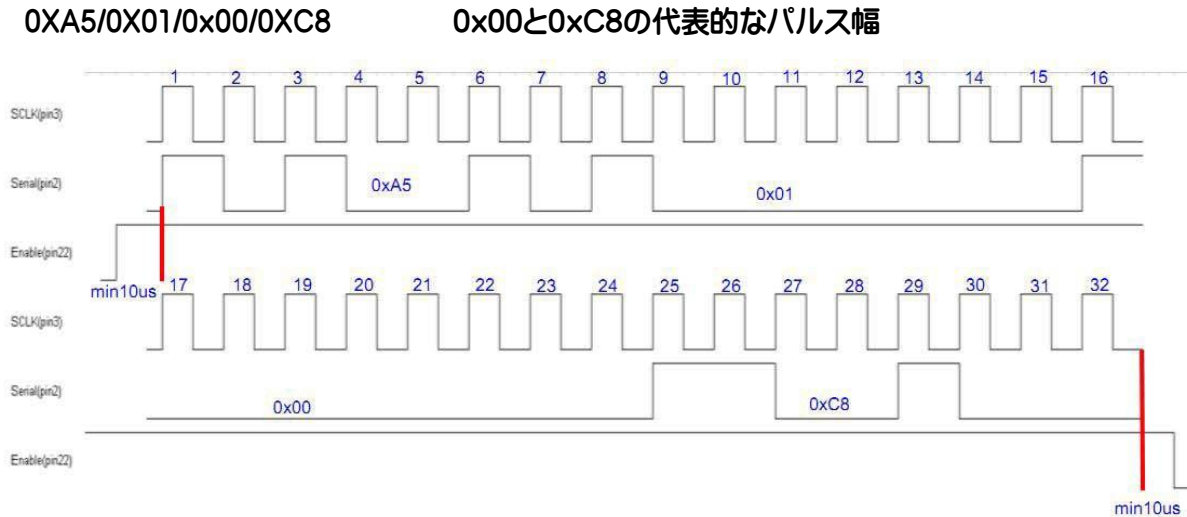 0XA5/0X01/0x00/0XC8 0x00と0xC8の代表的なパルス幅
1 2 3 4 5 6 7 8 9 10 11 12 13 14 15 16
SCLK(pin3)
Serial(pin2) 0xA5 0x01
Enable(pin22)
min10us
17 18 19 20 21 22 23 24 25 26 27 28 29 30 31 32
SCLK(pin3)
Serial(pin2) 0x00 0xC8
Enable(pin22)
min10us